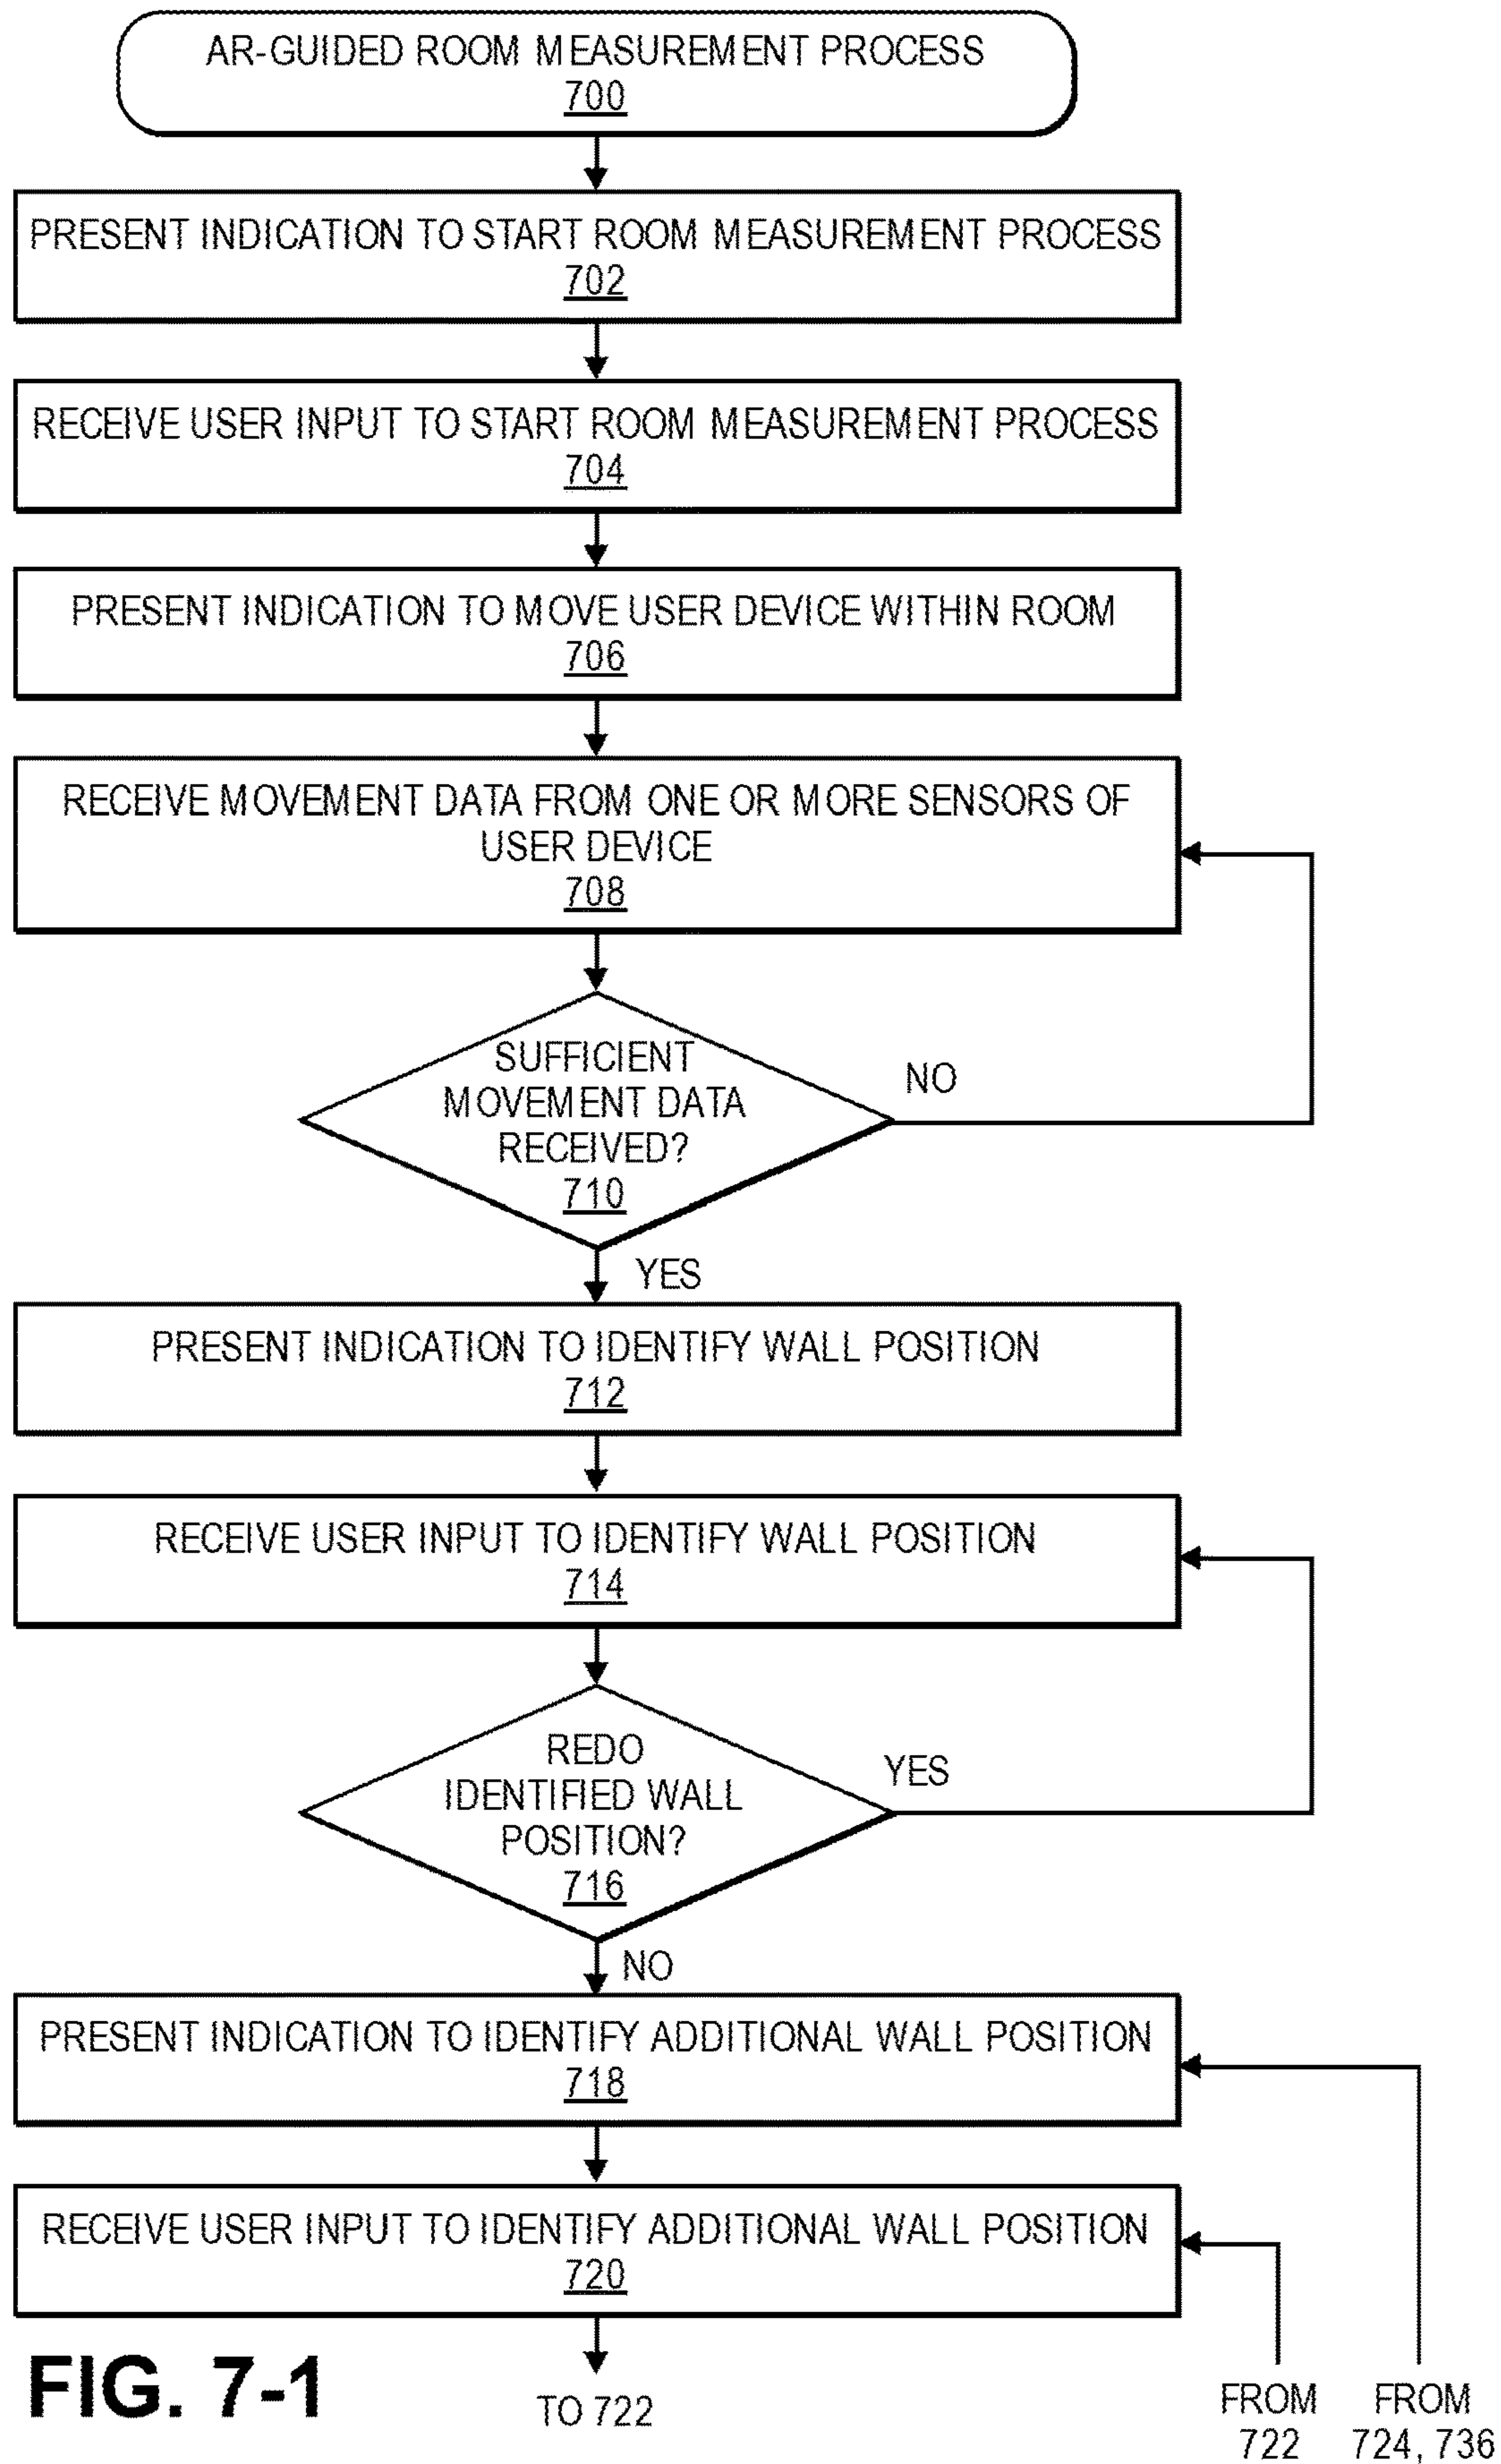 AR-GUIDED ROOM MEASUREMENT PROCESS
700
PRESENT INDICATION TO START ROOM MEASUREMENT PROCESS
702
RECEIVE USER INPUT TO START ROOM MEASUREMENT PROCESS
704
PRESENT INDICATION TO MOVE USER DEVICE WITHIN ROOM
706
RECEIVE MOVEMENT DATA FROM ONE OR MORE SENSORS OF
USER DEVICE
708
SUFFICIENT
MOVEMENT DATA
RECEIVED?
710
NO
YES
PRESENT INDICATION TO IDENTIFY WALL POSITION
712
RECEIVE USER INPUT TO IDENTIFY WALL POSITION
714
REDO
IDENTIFIED WALL
POSITION?
716
YES
NO
PRESENT INDICATION TO IDENTIFY ADDITIONAL WALL POSITION
718
RECEIVE USER INPUT TO IDENTIFY ADDITIONAL WALL POSITION
720
FIG. 7-1
TO 722
FROM
722
FROM
724, 736